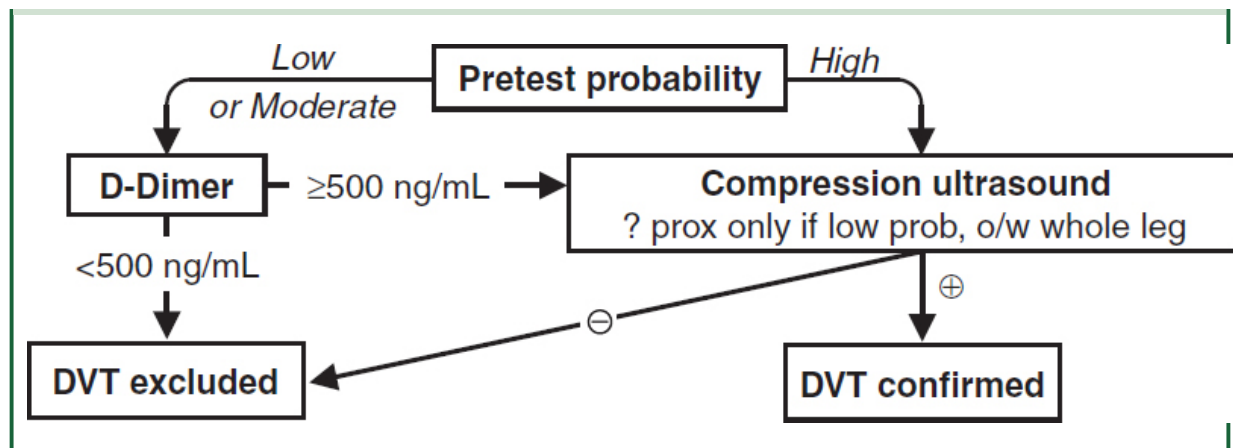 Low
or Moderate
Pretest probability
High
D-Dimer
≥500 ng/mL
Compression ultrasound
? prox only if low prob, o/w whole leg
<500 ng/mL
⊖
⊕
DVT excluded
DVT confirmed